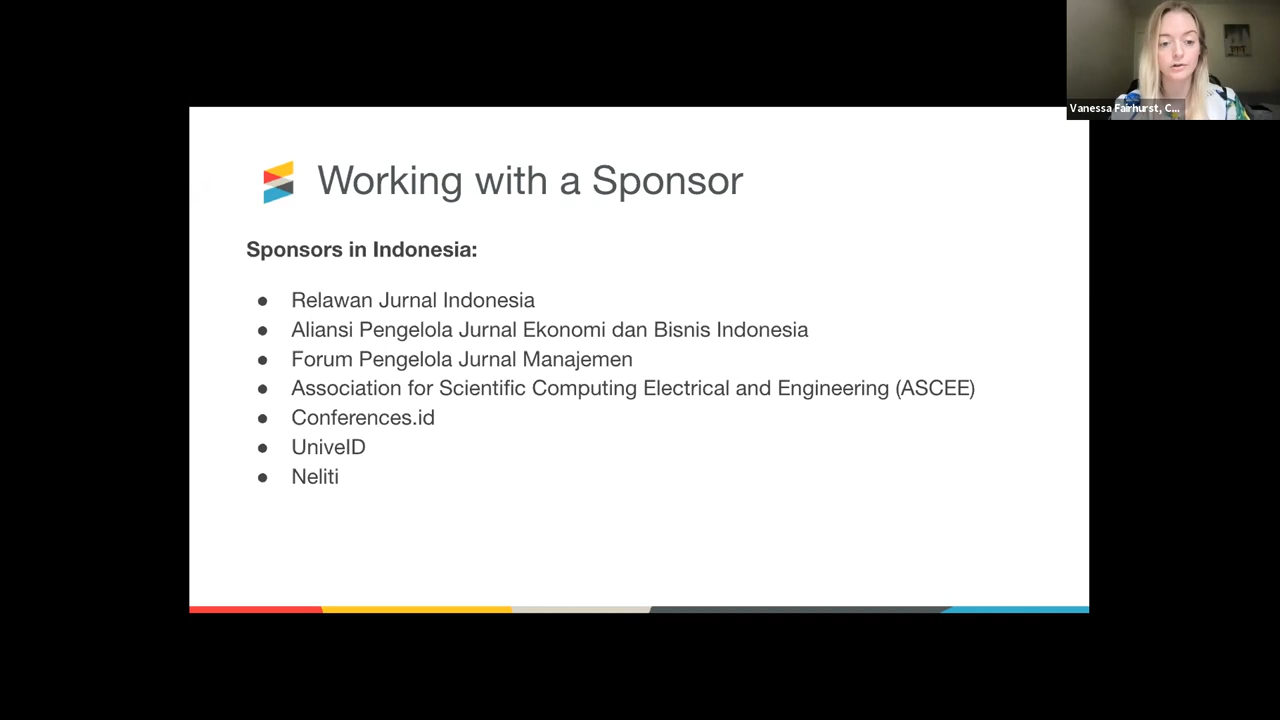 Vanessa Fairhurst, C...
Working with a Sponsor
Sponsors in Indonesia:
● Relawan Jurnal Indonesia
● Aliansi Pengelola Jurnal Ekonomi dan Bisnis Indonesia
● Forum Pengelola Jurnal Manajemen
● Association for Scientific Computing Electrical and Engineering (ASCEE)
● Conferences.id
● UniveID
● Neliti